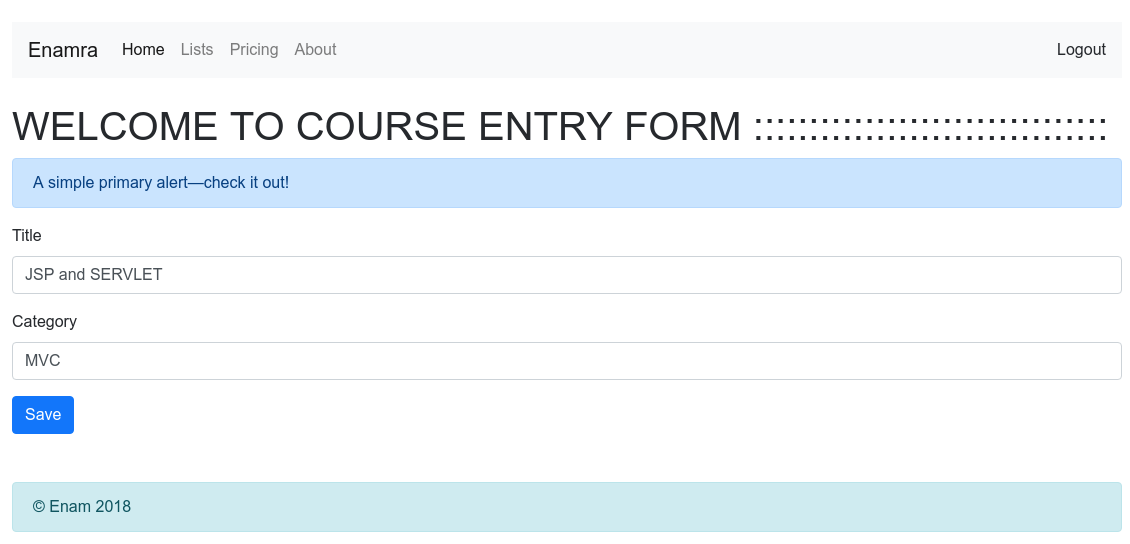 Enamra Home Lists Pricing About Logout
WELCOME TO COURSE ENTRY FORM ::::::::::::::::::::::::::::::::
A simple primary alert—check it out!
Title
JSP and SERVLET
Category
MVC
Save
© Enam 2018